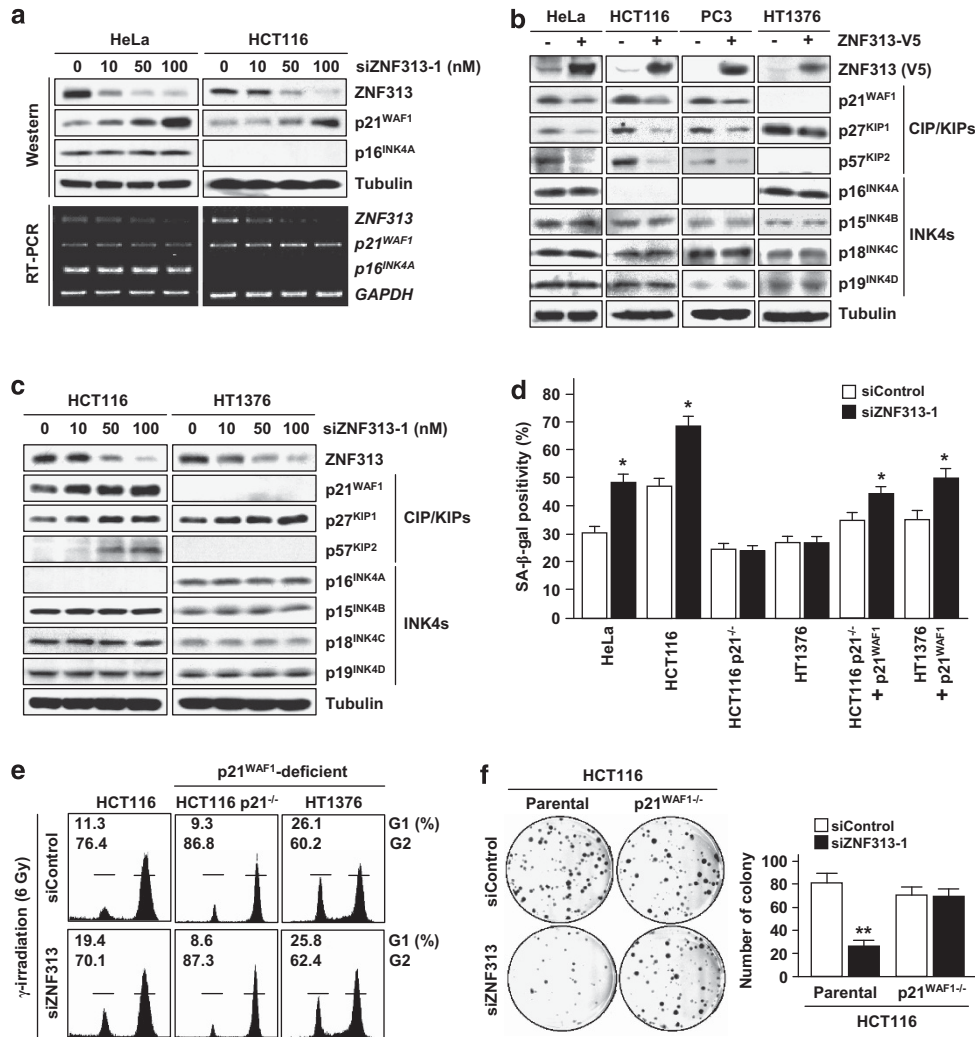 a
HeLa HCT116
0 10 50 100 0 10 50 100 siZNF313-1 (nM)
Western
ZNF313
p21WAF1
p16INK4A
Tubulin
RT-PCR
ZNF313
p21WAF1
p16INK4A
GAPDH
b
HeLa HCT116 PC3 HT1376
- + - + - + - + ZNF313-V5
ZNF313 (V5)
p21WAF1
p27KIP1
p57KIP2
CIP/KIPs
p16INK4A
p15INK4B
p18INK4C
p19INK4D
INK4s
Tubulin
c
HCT116 HT1376
0 10 50 100 0 10 50 100 siZNF313-1 (nM)
ZNF313
p21WAF1
p27KIP1
p57KIP2
CIP/KIPs
p16INK4A
p15INK4B
p18INK4C
p19INK4D
INK4s
Tubulin
d
siControl
siZNF313-1
SA-β-gal positivity (%)
80
70
60
50
40
30
20
10
0
* * * *
HeLa
HCT116
HCT116 p21-/-
HT1376
HCT116 p21-/- + p21WAF1
HT1376 + p21WAF1
e
p21WAF1-deficient
HCT116 HCT116 p21-/- HT1376
γ-irradiation (6 Gy)
siControl
11.3 9.3 26.1 G1 (%)
76.4 86.8 60.2 G2
siZNF313
19.4 8.6 25.8 G1 (%)
70.1 87.3 62.4 G2
f
HCT116
Parental p21WAF1-/-
siControl
siZNF313
siControl
siZNF313-1
Number of colony
100
80
60
40
20
0
**
Parental p21WAF1-/-
HCT116